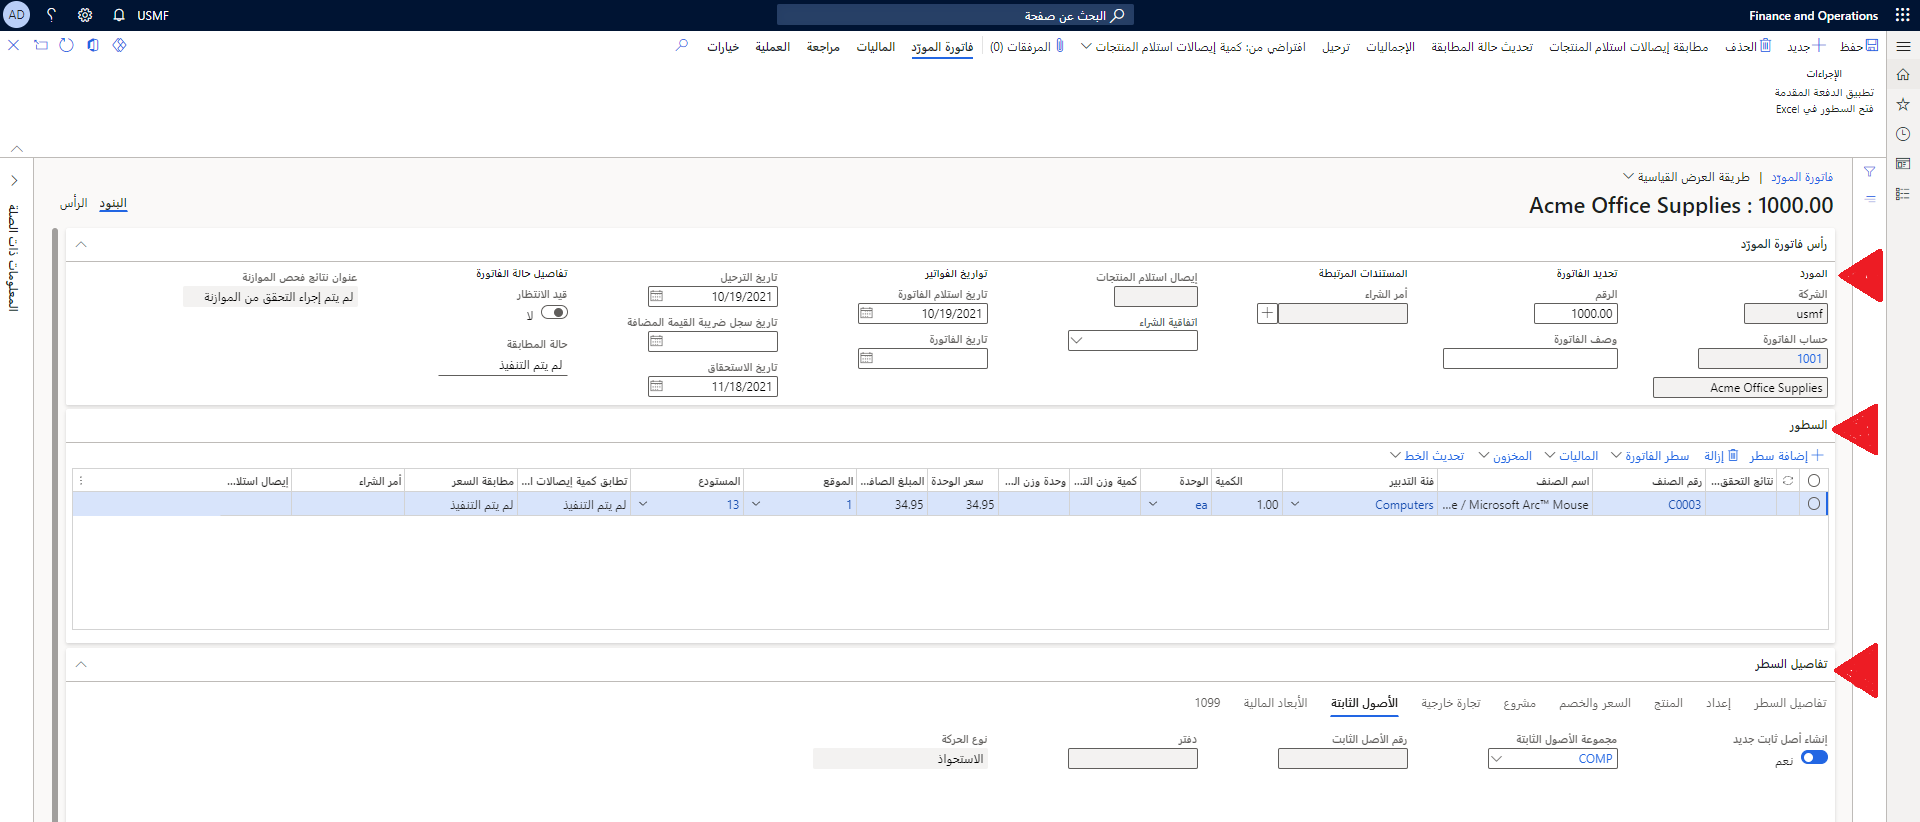 Finance and Operations
البحث عن صفحة
USMF
؟
AD
حفظ
جديد
الحذف
مطابقة إيصالات استلام المنتجات
تحديث حالة المطابقة
الإجماليات
ترحيل
افتراضي من: كمية إيصالات استلام المنتجات
المرفقات (0)
فاتورة المورّد
الماليات
مراجعة
العملية
خيارات
الإجراءات
تطبيق الدفعة المقدمة
فتح السطور في Excel
فاتورة المورّد | طريقة العرض القياسية
Acme Office Supplies : 1000.00
البنود
الرأس
المعلومات ذات الصلة
رأس فاتورة المورّد
المورد
الشركة
usmf
حساب الفاتورة
1001
Acme Office Supplies
تحديد الفاتورة
الرقم
1000.00
وصف الفاتورة
المستندات المرتبطة
أمر الشراء
إيصال استلام المنتجات
اتفاقية الشراء
تواريخ الفواتير
تاريخ استلام الفاتورة
10/19/2021
تاريخ الفاتورة
تاريخ الترحيل
10/19/2021
تاريخ سجل ضريبة القيمة المضافة
تاريخ الاستحقاق
11/18/2021
تفاصيل حالة الفاتورة
قيد الانتظار
لا
حالة المطابقة
لم يتم التنفيذ
عنوان نتائج فحص الموازنة
لم يتم إجراء التحقق من الموازنة
السطور
إضافة سطر
إزالة
سطر الفاتورة
الماليات
المخزون
تحديث الخط
نتائج التحقق...
رقم الصنف
اسم الصنف
فئة التدبير
الكمية
الوحدة
كمية وزن التـ...
وحدة وزن الـ...
سعر الوحدة
المبلغ الصافـ...
الموقع
المستودع
تطابق كمية إيصالات ا...
مطابقة السعر
أمر الشراء
إيصال استلا...
C0003
...e / Microsoft Arc™ Mouse
Computers
1.00
ea
34.95
34.95
1
13
لم يتم التنفيذ
لم يتم التنفيذ
تفاصيل السطر
تفاصيل السطر
إعداد
المنتج
السعر والخصم
مشروع
تجارة خارجية
الأصول الثابتة
الأبعاد المالية
1099
إنشاء أصل ثابت جديد
نعم
مجموعة الأصول الثابتة
COMP
رقم الأصل الثابت
دفتر
نوع الحركة
الاستحواذ